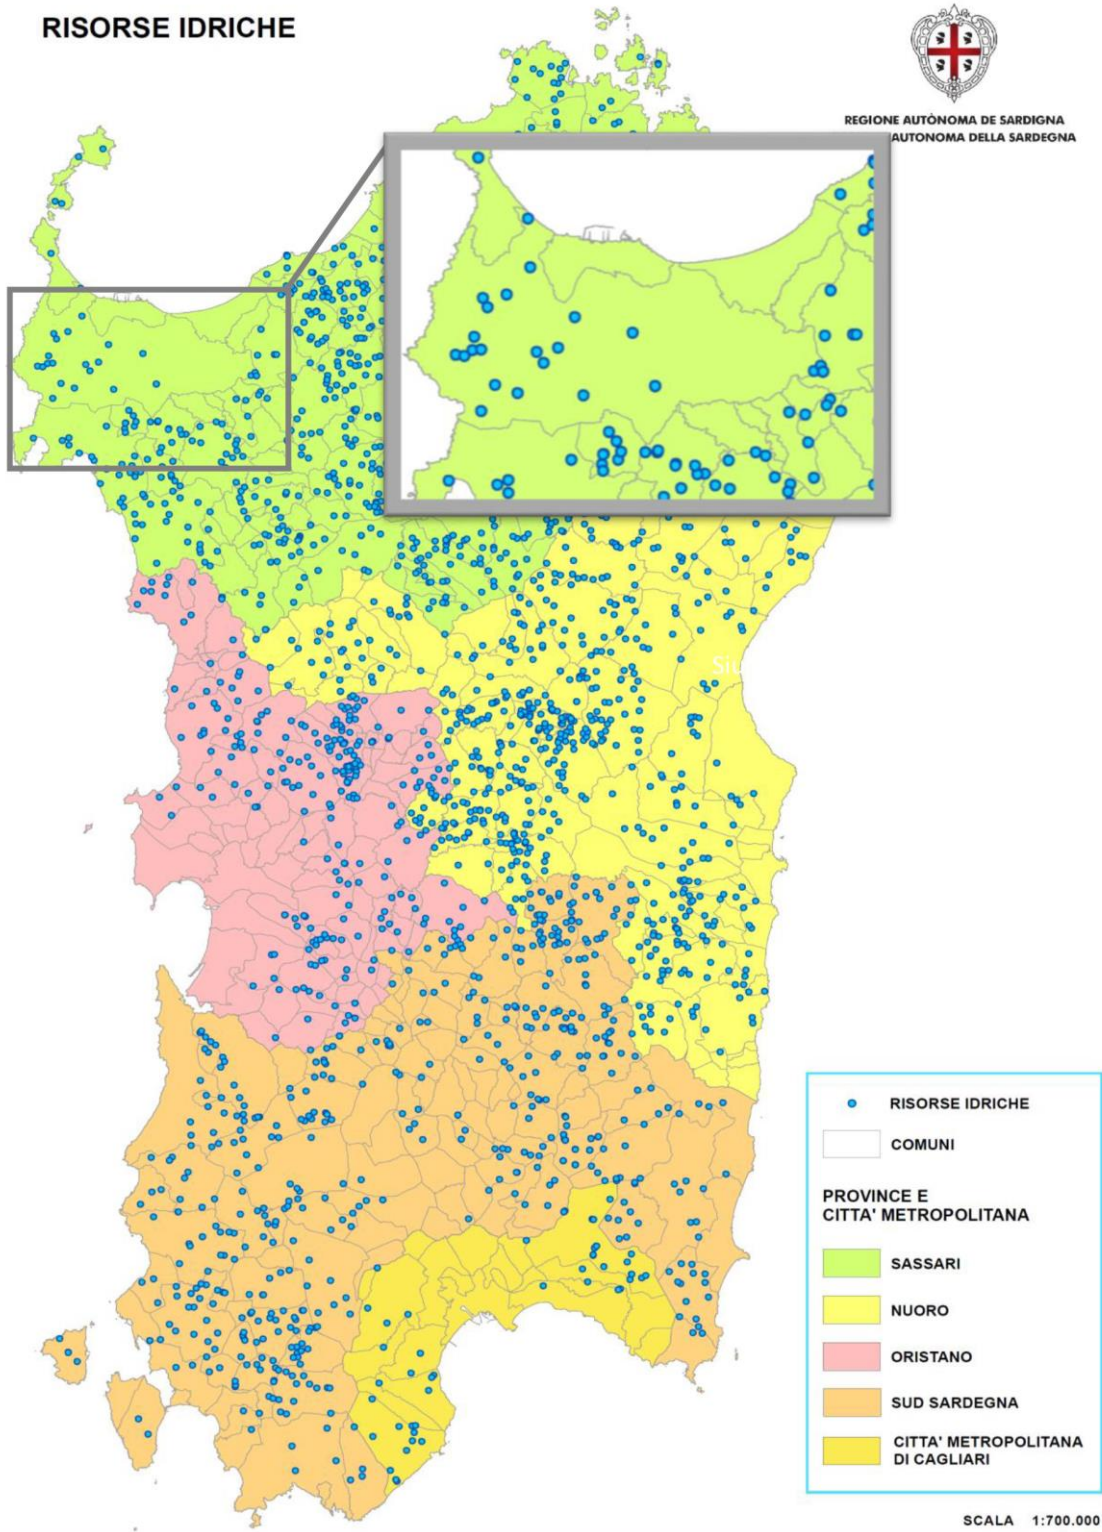 RISORSE IDRICHE
REGIONE AUTÒNOMA DE SARDIGNA
AUTONOMA DELLA SARDEGNA
Siu
RISORSE IDRICHE
COMUNI
PROVINCE E
CITTA' METROPOLITANA
SASSARI
NUORO
ORISTANO
SUD SARDEGNA
CITTA' METROPOLITANA
DI CAGLIARI
SCALA 1:700.000